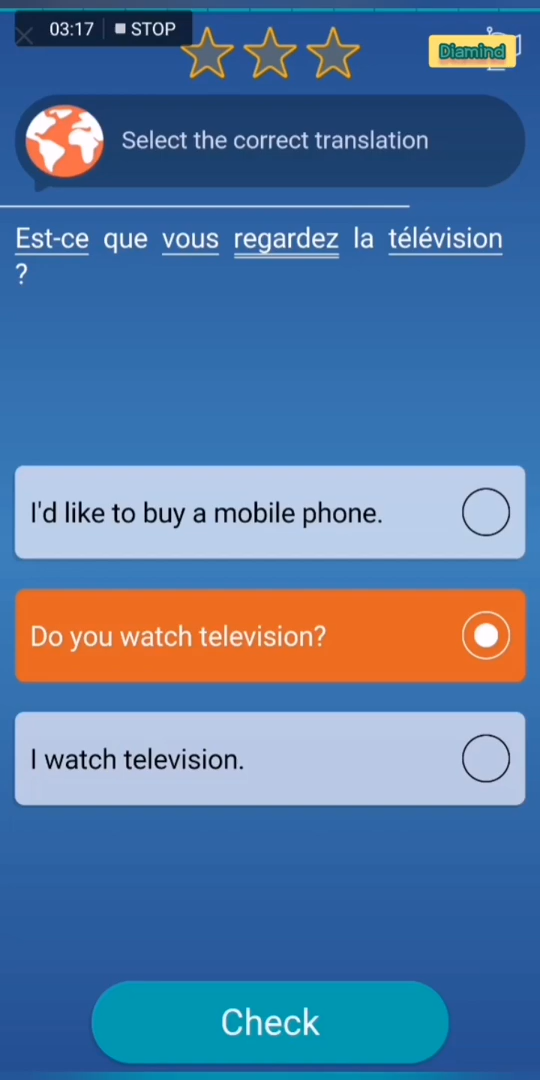 03:17 STOP
Diamind
Select the correct translation
Est-ce que vous regardez la télévision
?
I'd like to buy a mobile phone.
Do you watch television?
I watch television.
Check